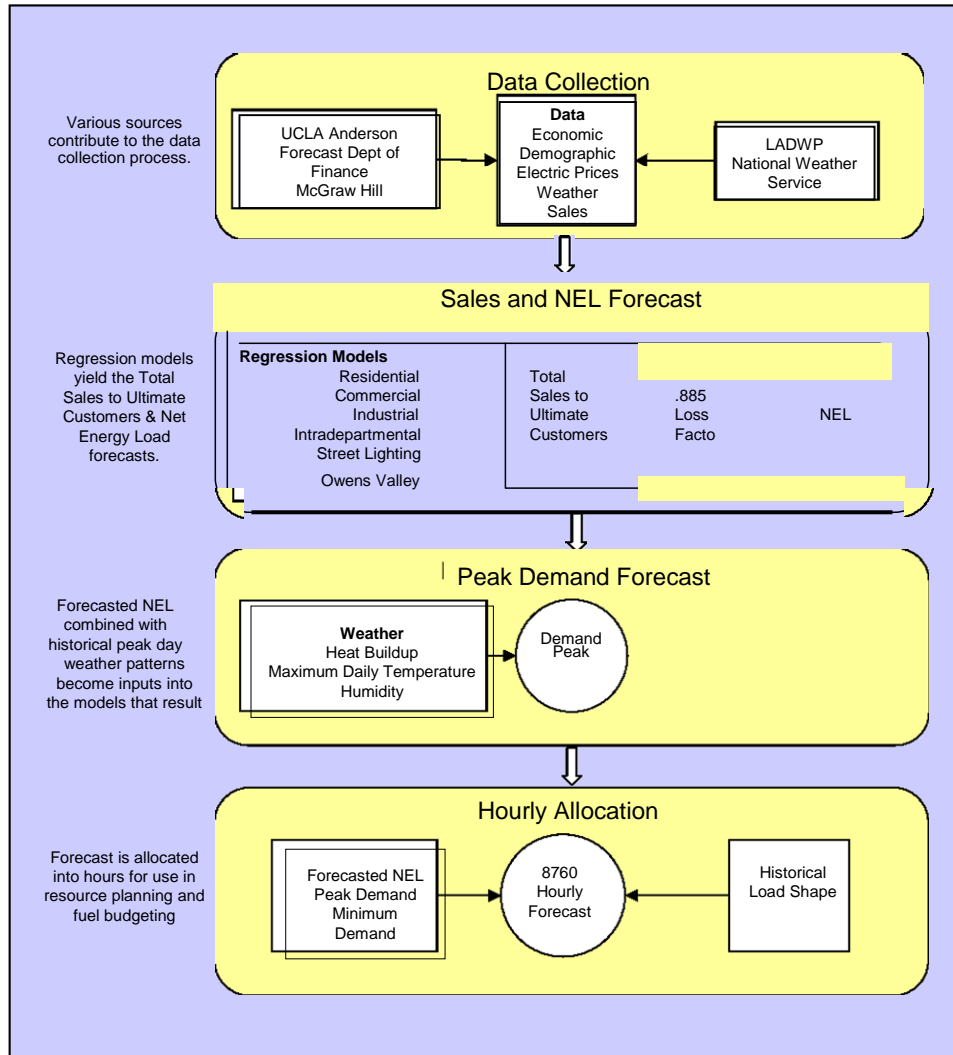 Data Collection
Various sources
contribute to the data
collection process.
UCLA Anderson
Forecast Dept of
Finance
McGraw Hill
Data
Economic
Demographic
Electric Prices
Weather
Sales
LADWP
National Weather
Service
Sales and NEL Forecast
Regression models
yield the Total
Sales to Ultimate
Customers & Net
Energy Load
forecasts.
Regression Models
Residential
Commercial
Industrial
Intradepartmental
Street Lighting
Owens Valley
Total
Sales to
Ultimate
Customers
.885
Loss
Facto
NEL
Peak Demand Forecast
Forecasted NEL
combined with
historical peak day
weather patterns
become inputs into
the models that result
Weather
Heat Buildup
Maximum Daily Temperature
Humidity
Demand
Peak
Hourly Allocation
Forecast is allocated
into hours for use in
resource planning and
fuel budgeting
Forecasted NEL
Peak Demand
Minimum
Demand
8760
Hourly
Forecast
Historical
Load Shape